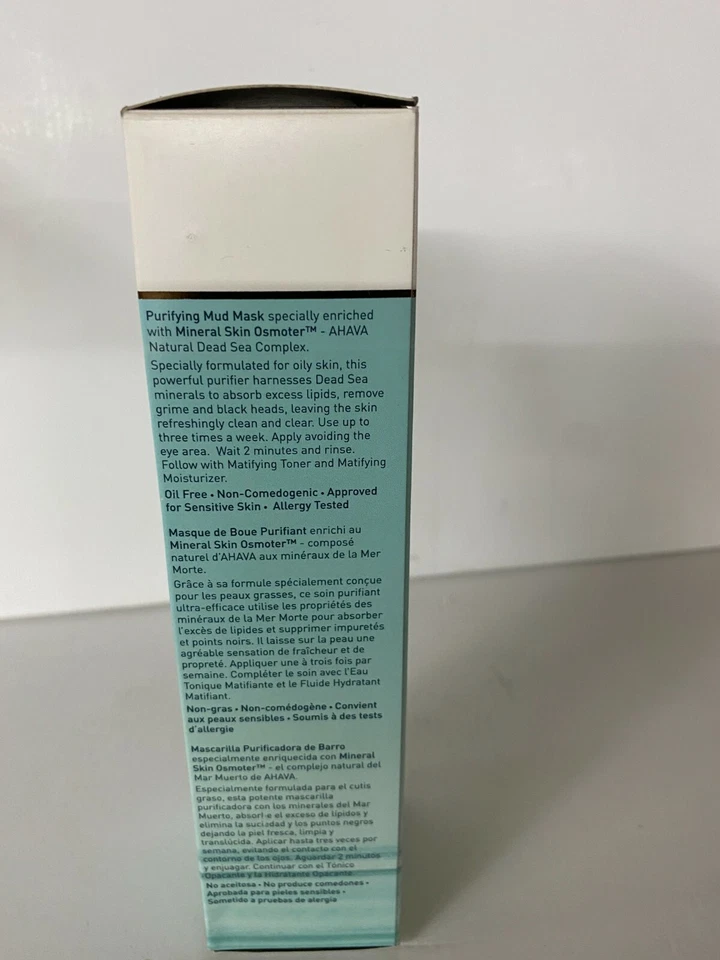 Purifying Mud Mask specially enriched
with Mineral Skin Osmoter™ - AHAVA
Natural Dead Sea Complex.
Specially formulated for oily skin, this
powerful purifier harnesses Dead Sea
minerals to absorb excess lipids, remove
grime and black heads, leaving the skin
refreshingly clean and clear. Use up to
three times a week. Apply avoiding the
eye area. Wait 2 minutes and rinse.
Follow with Matifying Toner and Matifying
Moisturizer.
Oil Free • Non-Comedogenic • Approved
for Sensitive Skin • Allergy Tested
Masque de Boue Purifiant enrichi au
Mineral Skin Osmoter™ - composé
naturel d'AHAVA aux minéraux de la Mer
Morte.
Grâce à sa formule spécialement conçue
pour les peaux grasses, ce soin purifiant
ultra-efficace utilise les propriétés des
minéraux de la Mer Morte pour absorber
l'excès de lipides et supprimer impuretés
et points noirs. Il laisse sur la peau une
agréable sensation de fraîcheur et de
propreté. Appliquer une à trois fois par
semaine. Compléter le soin avec l'Eau
Tonique Matifiante et le Fluide Hydratant
Matifiant.
Non-gras • Non-comédogène • Convient
aux peaux sensibles • Soumis à des tests
d'allergie
Mascarilla Purificadora de Barro
especialmente enriquecida con Mineral
Skin Osmoter™ - el complejo natural del
Mar Muerto de AHAVA.
Especialmente formulada para el cutis
graso, esta potente mascarilla
purificadora con los minerales del Mar
Muerto, absorbe el exceso de lípidos y
elimina la suciedad y los puntos negros
dejando la piel fresca, limpia y
translúcida. Aplicar hasta tres veces por
semana, evitando el contacto con el
contorno de los ojos. Aguardar 2 minutos
y enjuagar. Continuar con el Tónico
Opacante y la Hidratante Opacante.
No aceitosa • No produce comedones •
Aprobada para pieles sensibles •
Sometido a pruebas de alergia